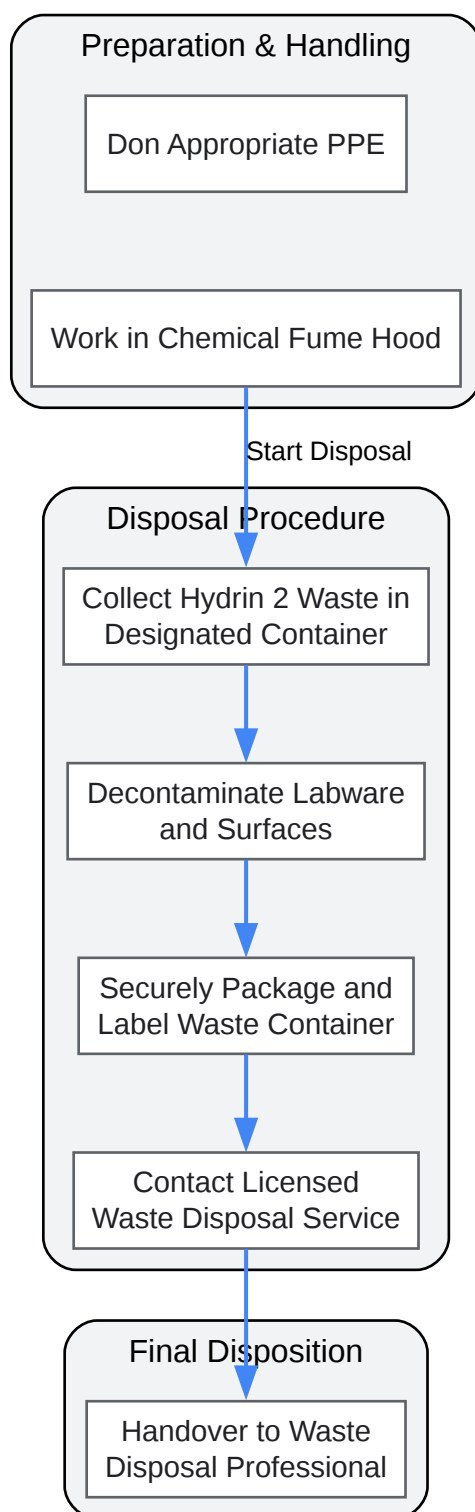 Preparation & Handling
Don Appropriate PPE
Work in Chemical Fume Hood
Start Disposal
Disposal Procedure
Collect Hydrin 2 Waste in
Designated Container
Decontaminate Labware
and Surfaces
Securely Package and
Label Waste Container
Contact Licensed
Waste Disposal Service
Final Disposition
Handover to Waste
Disposal Professional